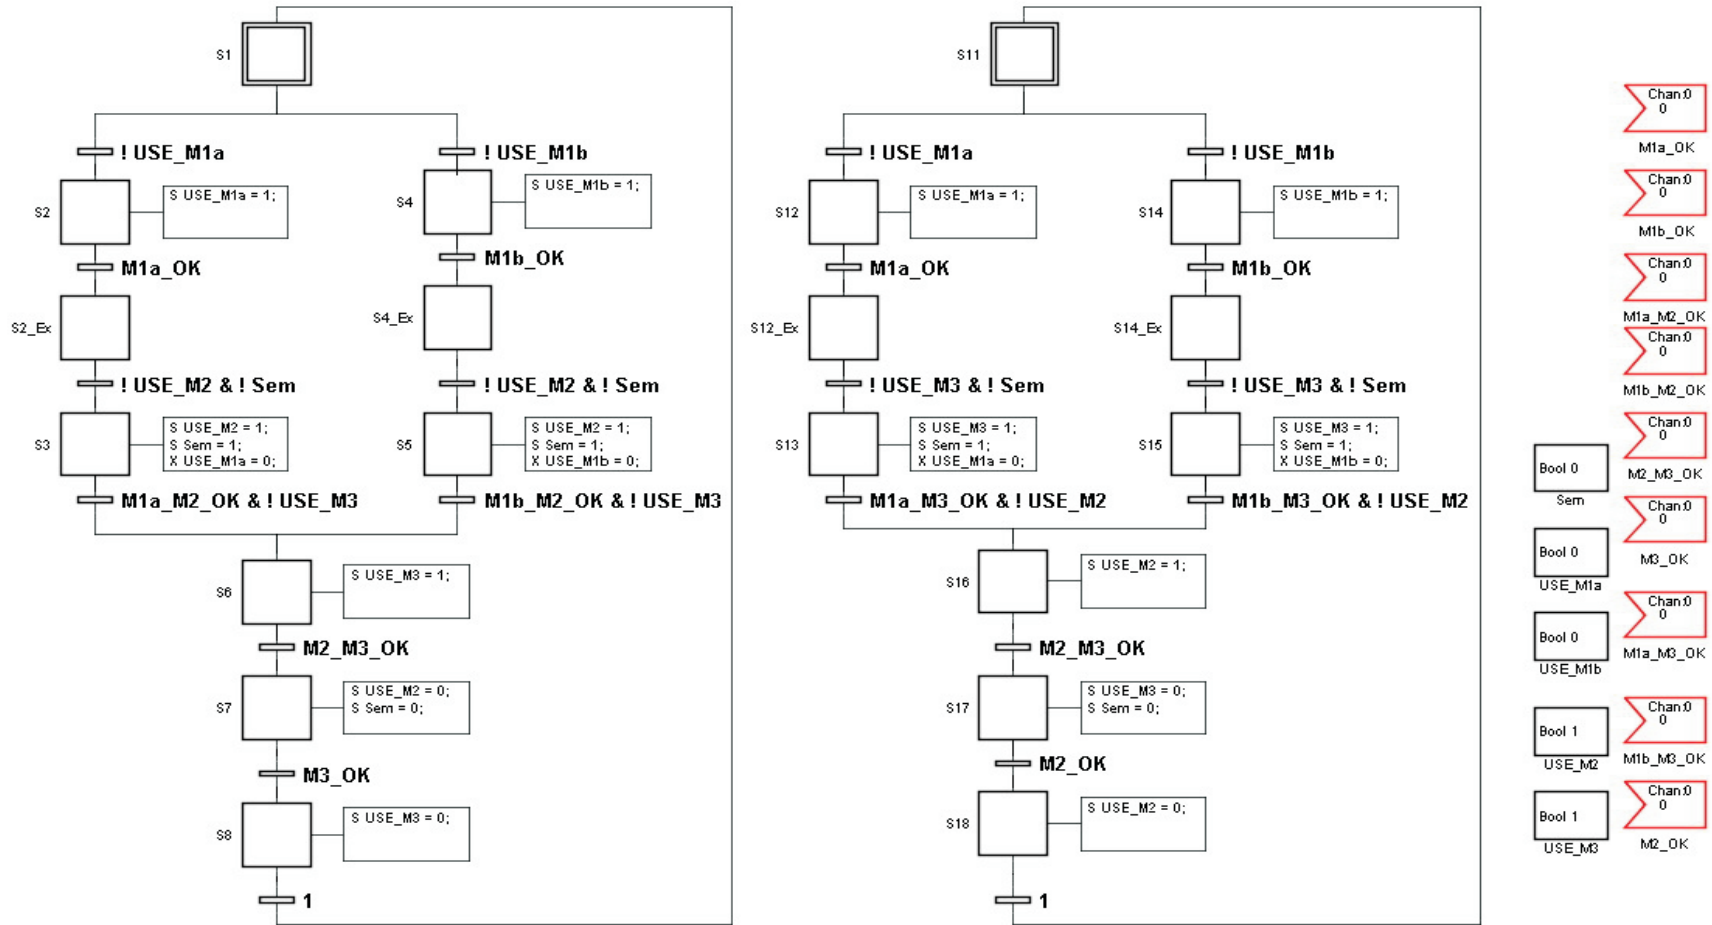 S1
! USE_M1a
! USE_M1b
S2
S USE_M1a = 1;
S4
S USE_M1b = 1;
M1a_OK
M1b_OK
S2_Ex
S4_Ex
! USE_M2 & ! Sem
! USE_M2 & ! Sem
S3
S USE_M2 = 1;
S Sem = 1;
X USE_M1a = 0;
S5
S USE_M2 = 1;
S Sem = 1;
X USE_M1b = 0;
M1a_M2_OK & ! USE_M3
M1b_M2_OK & ! USE_M3
S6
S USE_M3 = 1;
M2_M3_OK
S7
S USE_M2 = 0;
S Sem = 0;
M3_OK
S8
S USE_M3 = 0;
1
S11
! USE_M1a
! USE_M1b
S12
S USE_M1a = 1;
S14
S USE_M1b = 1;
M1a_OK
M1b_OK
S12_Ex
S14_Ex
! USE_M3 & ! Sem
! USE_M3 & ! Sem
S13
S USE_M3 = 1;
S Sem = 1;
X USE_M1a = 0;
S15
S USE_M3 = 1;
S Sem = 1;
X USE_M1b = 0;
M1a_M3_OK & ! USE_M2
M1b_M3_OK & ! USE_M2
S16
S USE_M2 = 1;
M2_M3_OK
S17
S USE_M3 = 0;
S Sem = 0;
M2_OK
S18
S USE_M2 = 0;
1
Bool 0
Sem
Bool 0
USE_M1a
Bool 0
USE_M1b
Bool 1
USE_M2
Bool 1
USE_M3
Chan:0
0
M1a_OK
Chan:0
0
M1b_OK
Chan:0
0
M1a_M2_OK
Chan:0
0
M1b_M2_OK
Chan:0
0
M2_M3_OK
Chan:0
0
M3_OK
Chan:0
0
M1a_M3_OK
Chan:0
0
M1b_M3_OK
Chan:0
0
M2_OK